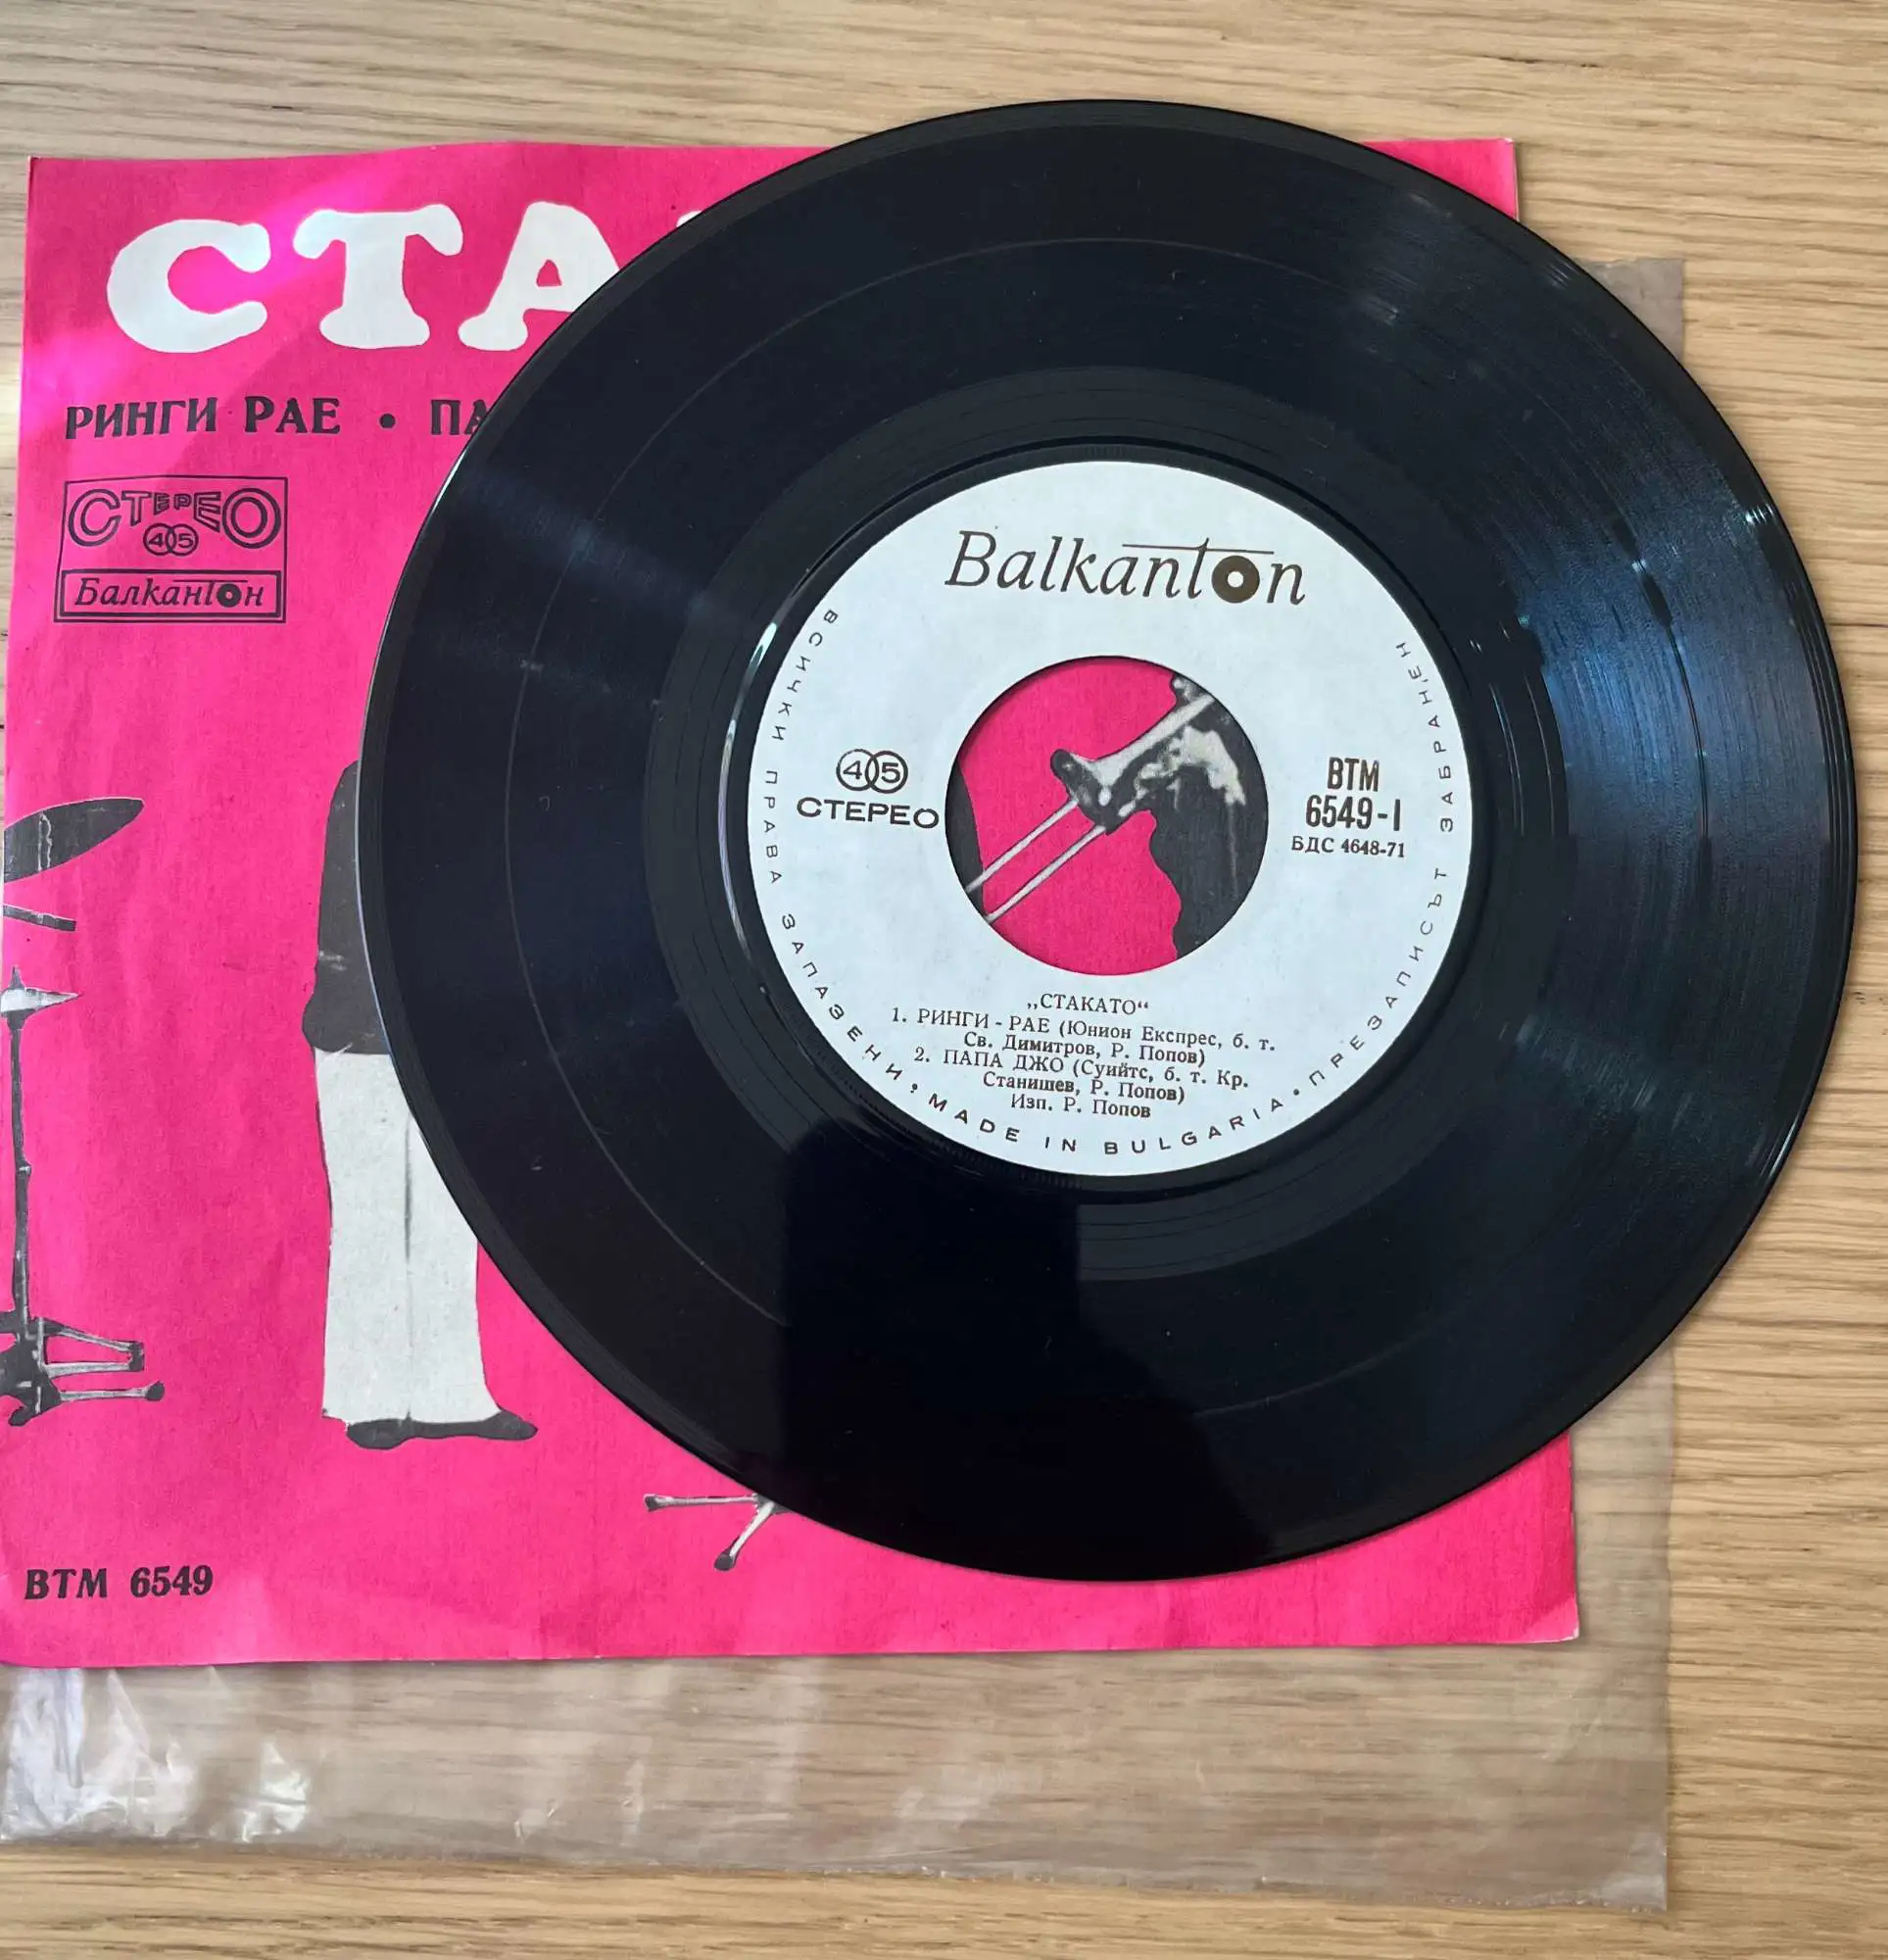 СТА
РИНГИ РАЕ • ПА
СТЕРЕО
45
Балкантон
ВТМ 6549
Balkanton
45
СТЕРЕО
ВТМ
6549-I
БДС 4648-71
„СТАКАТО“
1. РИНГИ - РАЕ (Юнион Експрес, б. т.
Св. Димитров, Р. Попов)
2. ПАПА ДЖО (Суийтс, б. т. Кр.
Станишев, Р. Попов)
Изп. Р. Попов
ВСИЧКИ ПРАВА ЗАПАЗЕНИ • MADE IN BULGARIA • ПРЕЗАПИСЪТ ЗАБРАНЕН